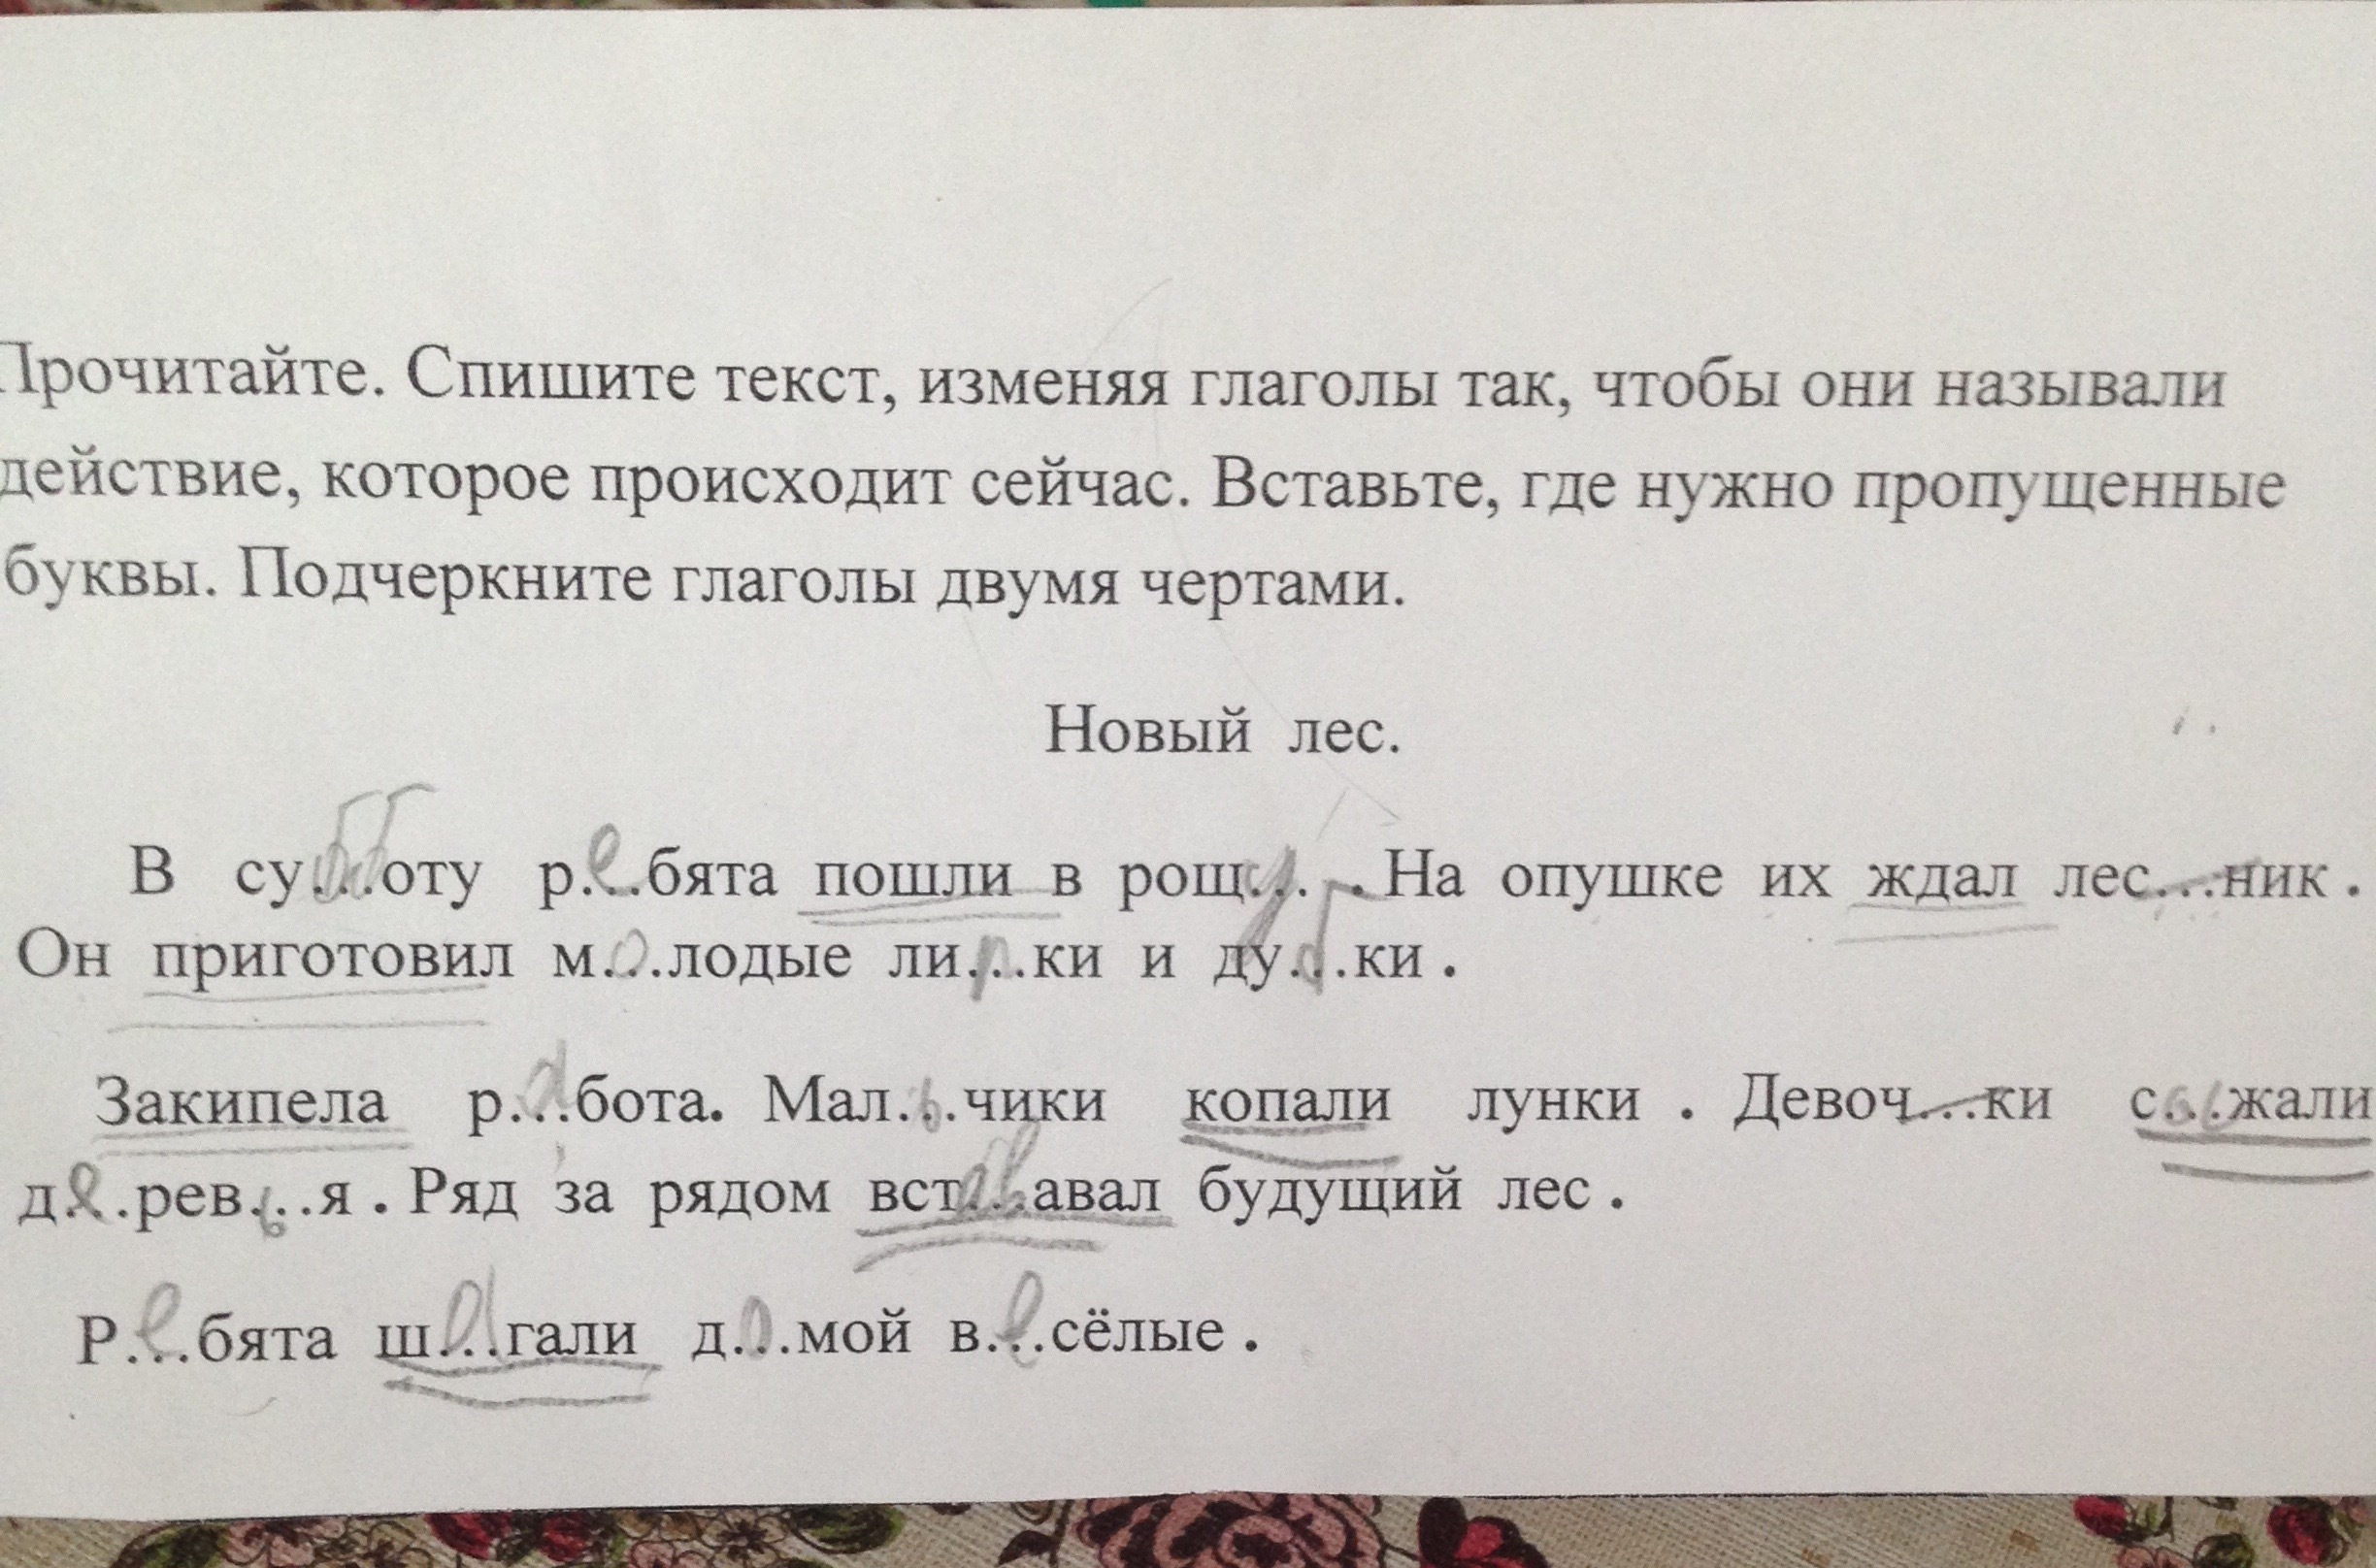 Прочитайте. Спишите текст, изменяя глаголы так, чтобы они называли
действие, которое происходит сейчас. Вставьте, где нужно пропущенные
буквы. Подчеркните глаголы двумя чертами.
Новый лес.
В су...бб оту р.е..бята пошли в рощ.у.. . На опушке их ждал лес...ник .
Он приготовил м.о..лодые ли.п..ки и ду.б..ки .
Закипела р.а..бота. Мал.ь..чики копали лунки . Девоч...ки с.а..жали
д.е..рев.ь..я . Ряд за рядом вст...авал будущий лес .
Р.е..бята ш.а..гали д.о..мой в.е..сёлые .